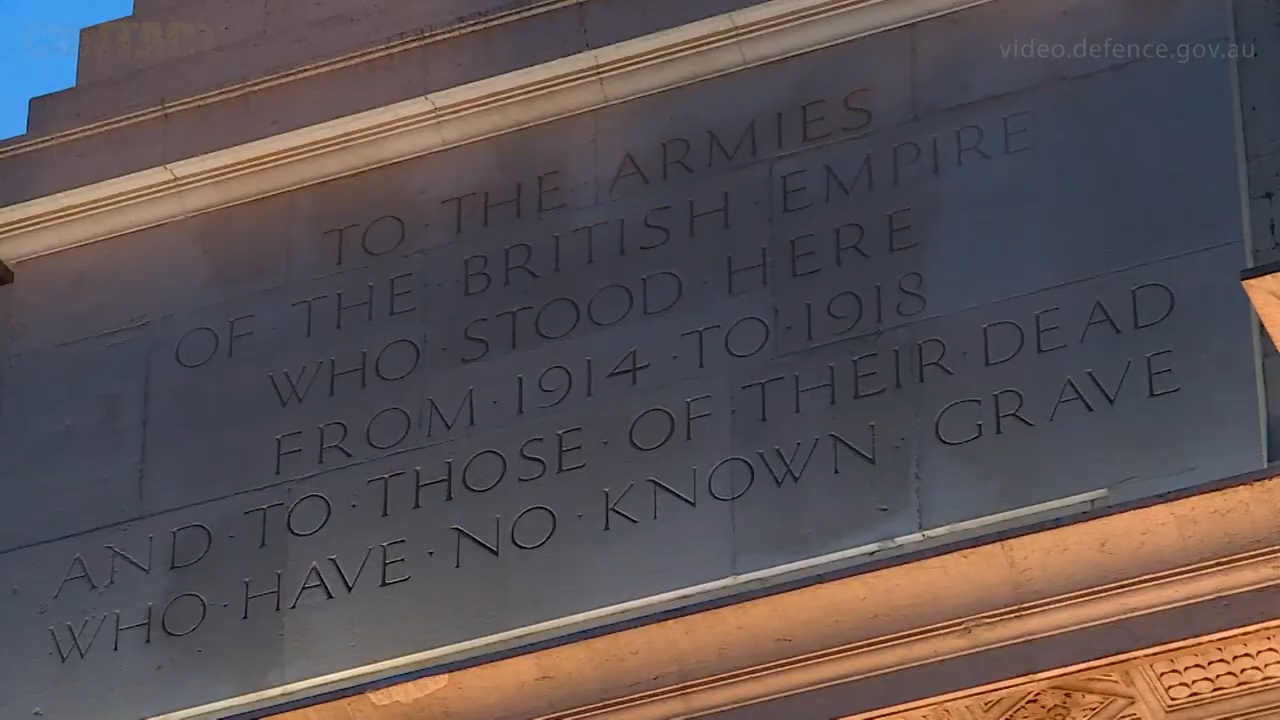 video.defence.gov.au
TO · THE · ARMIES
OF · THE · BRITISH · EMPIRE
WHO · STOOD · HERE
FROM · 1914 · TO · 1918
AND · TO · THOSE · OF · THEIR · DEAD
WHO · HAVE · NO · KNOWN · GRAVE